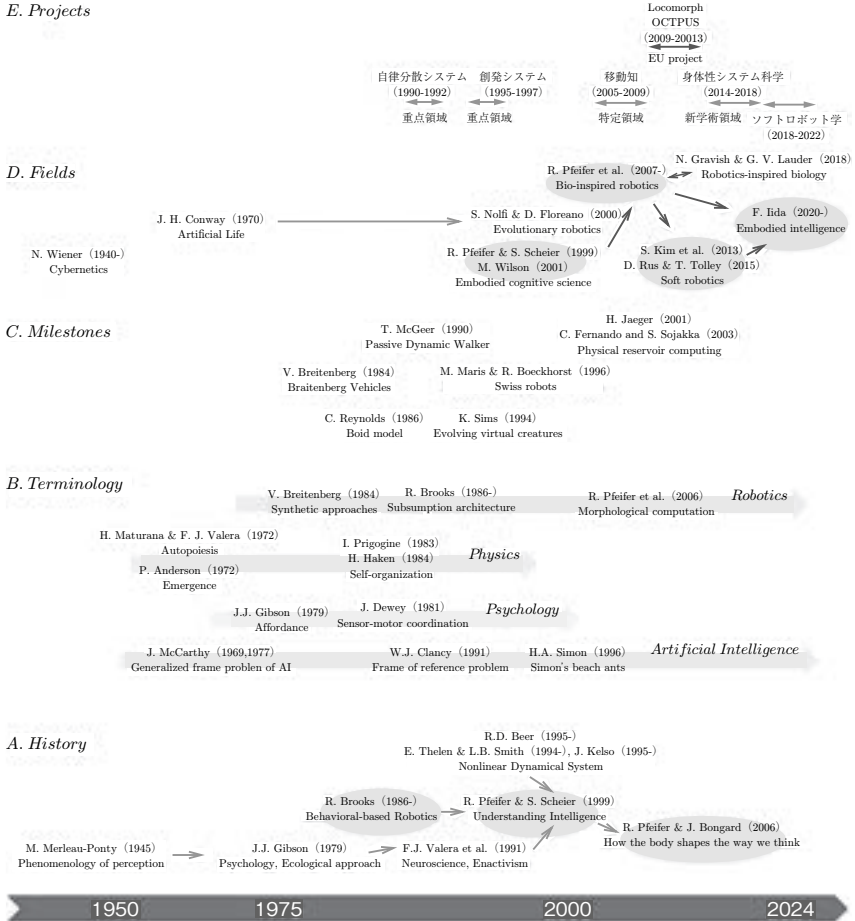 E. Projects
Locomorph
OCTPUS
(2009-20013)
EU project
自律分散システム
(1990-1992)
重点領域
創発システム
(1995-1997)
重点領域
移動知
(2005-2009)
特定領域
身体性システム科学
(2014-2018)
新学術領域
ソフトロボット学
(2018-2022)
D. Fields
N. Gravish & G. V. Lauder (2018)
Robotics-inspired biology
R. Pfeifer et al. (2007-)
Bio-inspired robotics
F. Iida (2020-)
Embodied intelligence
J. H. Conway (1970)
Artificial Life
S. Nolfi & D. Floreano (2000)
Evolutionary robotics
N. Wiener (1940-)
Cybernetics
R. Pfeifer & S. Scheier (1999)
M. Wilson (2001)
Embodied cognitive science
S. Kim et al. (2013)
D. Rus & T. Tolley (2015)
Soft robotics
C. Milestones
T. McGeer (1990)
Passive Dynamic Walker
H. Jaeger (2001)
C. Fernando and S. Sojakka (2003)
Physical reservoir computing
V. Breitenberg (1984)
Braitenberg Vehicles
M. Maris & R. Boeckhorst (1996)
Swiss robots
C. Reynolds (1986)
Boid model
K. Sims (1994)
Evolving virtual creatures
B. Terminology
V. Breitenberg (1984)
Synthetic approaches
R. Brooks (1986-)
Subsumption architecture
R. Pfeifer et al. (2006)
Morphological computation
Robotics
H. Maturana & F. J. Valera (1972)
Autopoiesis
P. Anderson (1972)
Emergence
I. Prigogine (1983)
H. Haken (1984)
Self-organization
Physics
J.J. Gibson (1979)
Affordance
J. Dewey (1981)
Sensor-motor coordination
Psychology
J. McCarthy (1969,1977)
Generalized frame problen of AI
W.J. Clancy (1991)
Frame of reference problem
H.A. Simon (1996)
Simon's beach ants
Artificial Intelligence
A. History
R.D. Beer (1995-)
E. Thelen & L.B. Smith (1994-), J. Kelso (1995-)
Nonlinear Dynamical System
R. Brooks (1986-)
Behavioral-based Robotics
R. Pfeifer & S. Scheier (1999)
Understanding Intelligence
R. Pfeifer & J. Bongard (2006)
How the body shapes the way we think
M. Merleau-Ponty (1945)
Phenomenology of perception
J.J. Gibson (1979)
Psychology, Ecological approach
F.J. Valera et al. (1991)
Neuroscience, Enactivism
1950
1975
2000
2024